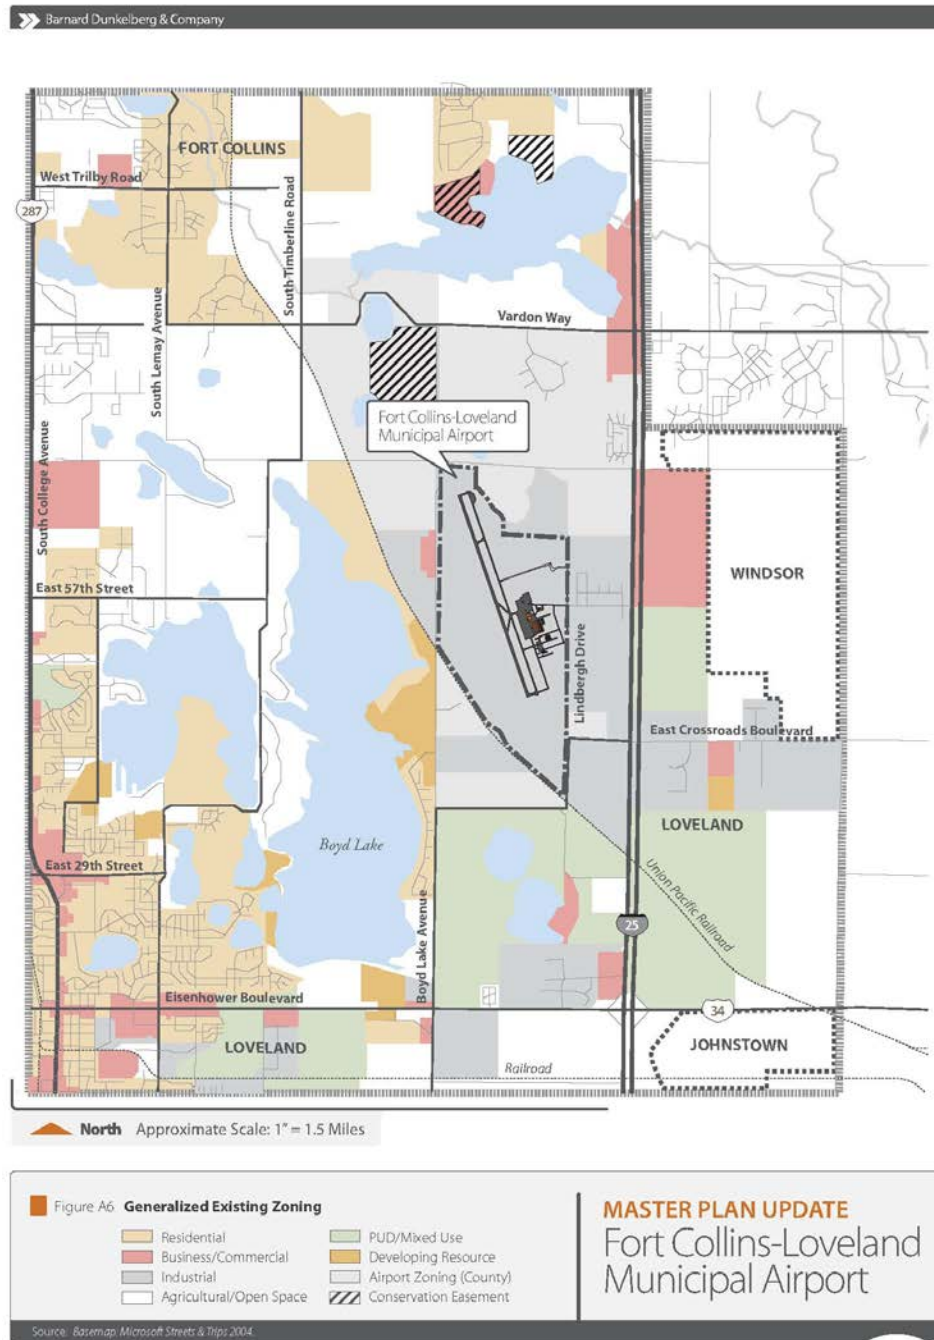 Barnard Dunkelberg & Company
FORT COLLINS
West Trilby Road
287
South Timberline Road
South Lemay Avenue
Vardon Way
Fort Collins-Loveland
Municipal Airport
South College Avenue
WINDSOR
East 57th Street
Lindbergh Drive
East Crossroads Boulevard
LOVELAND
Boyd Lake
East 29th Street
Union Pacific Railroad
25
Boyd Lake Avenue
Eisenhower Boulevard
34
LOVELAND
JOHNSTOWN
Railroad
North Approximate Scale: 1" = 1.5 Miles
Figure A6 Generalized Existing Zoning
Residential
Business/Commercial
Industrial
Agricultural/Open Space
PUD/Mixed Use
Developing Resource
Airport Zoning (County)
Conservation Easement
MASTER PLAN UPDATE
Fort Collins-Loveland
Municipal Airport
Source: Basemap: Microsoft Streets & Trips 2004.